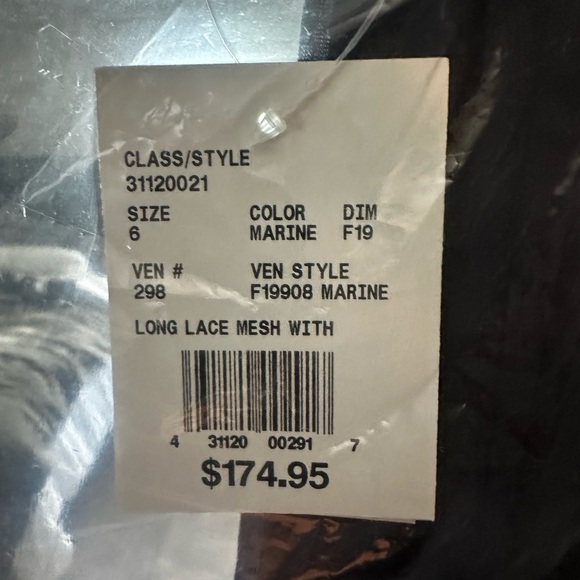 CLASS/STYLE
31120021
SIZE COLOR DIM
6 MARINE F19
VEN # VEN STYLE
298 F19908 MARINE
LONG LACE MESH WITH
4 31120 00291 7
$174.95